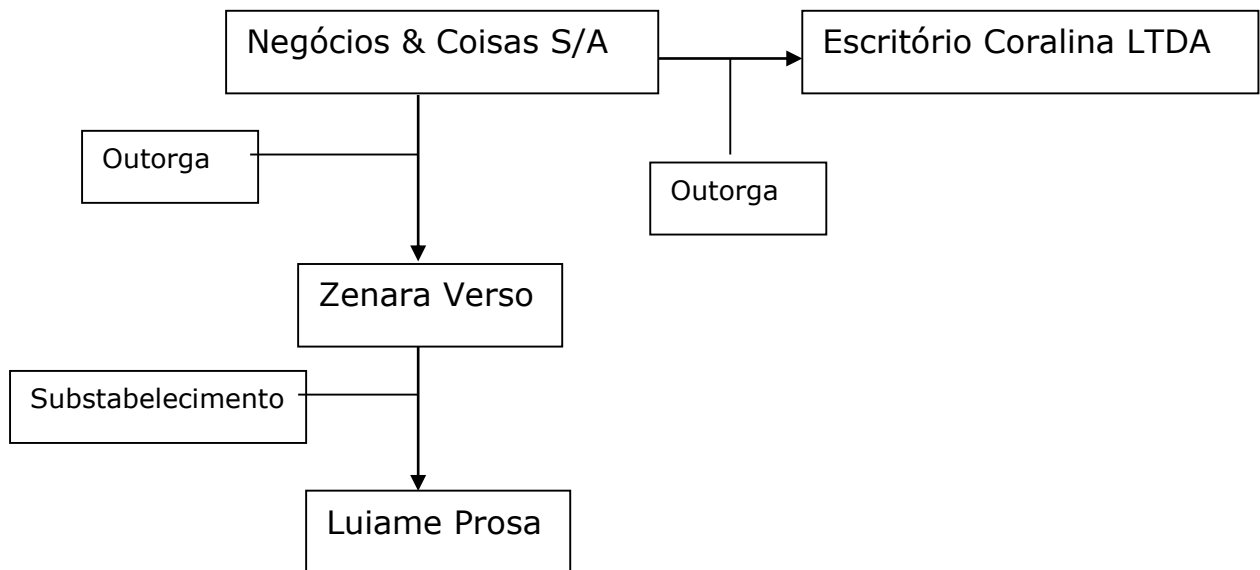 Negócios & Coisas S/A
Escritório Coralina LTDA
Outorga
Outorga
Zenara Verso
Substabelecimento
Luiame Prosa